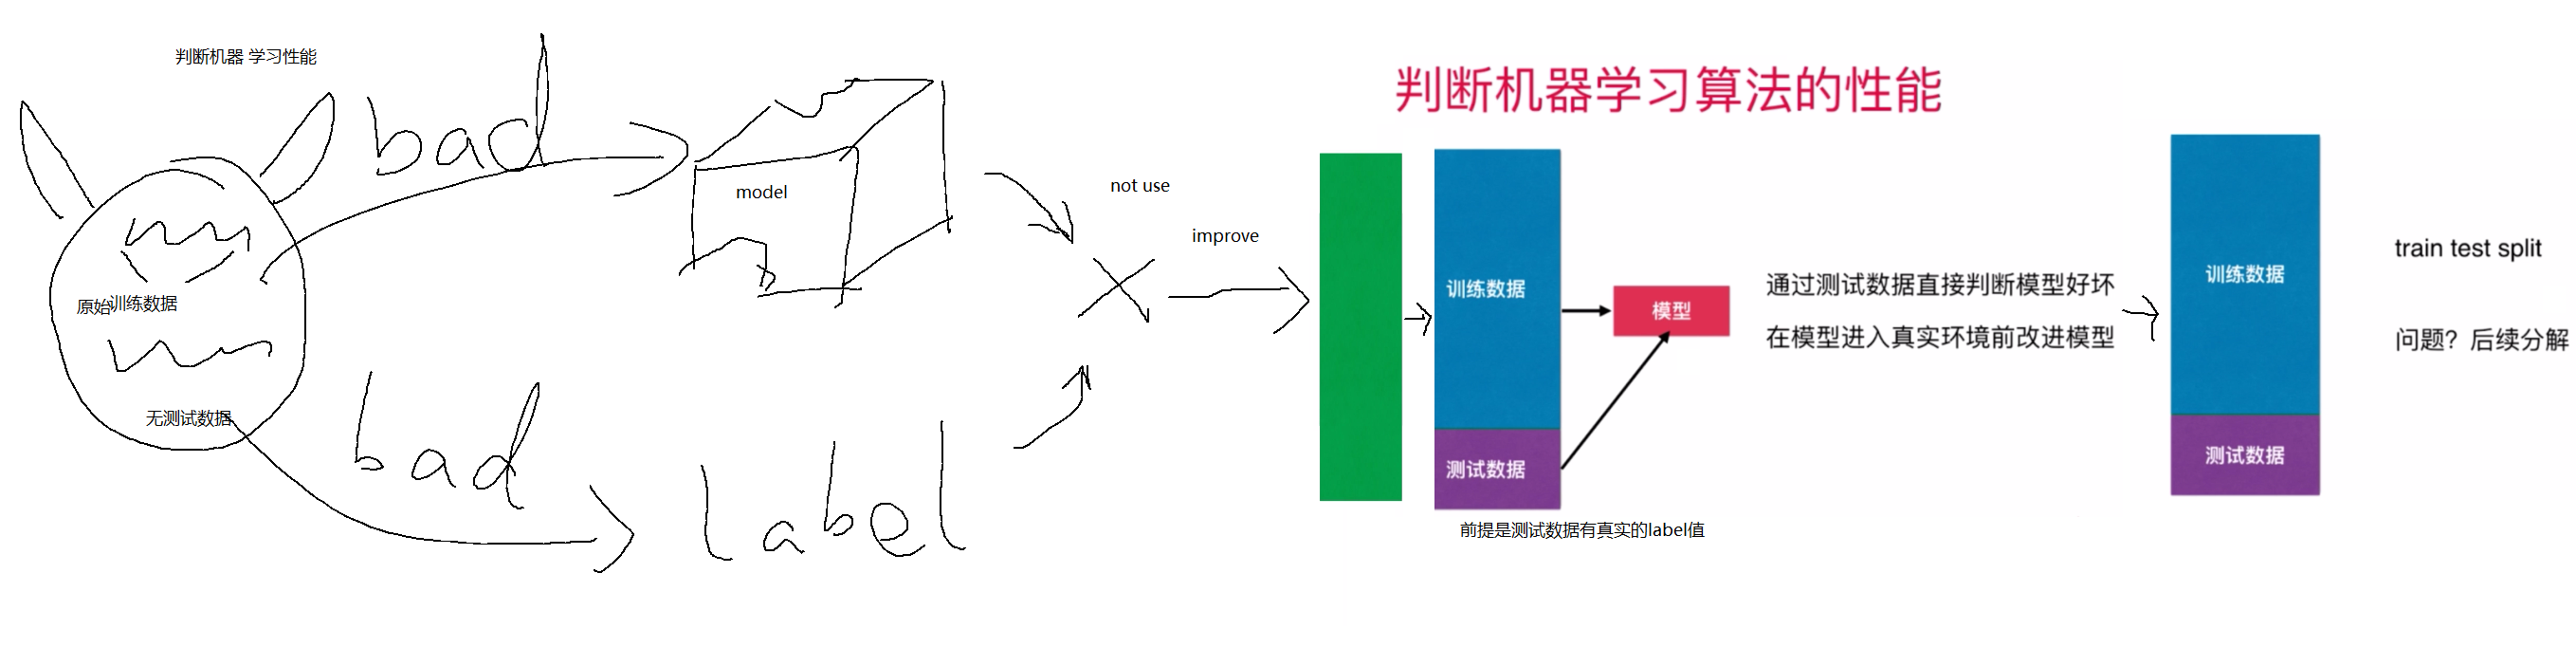 判断机器 学习性能
bad
model
原始训练数据
无测试数据
bad
label
not use
improve
判断机器学习算法的性能
训练数据
测试数据
模型
前提是测试数据有真实的label值
通过测试数据直接判断模型好坏
在模型进入真实环境前改进模型
训练数据
测试数据
train test split
问题？后续分解